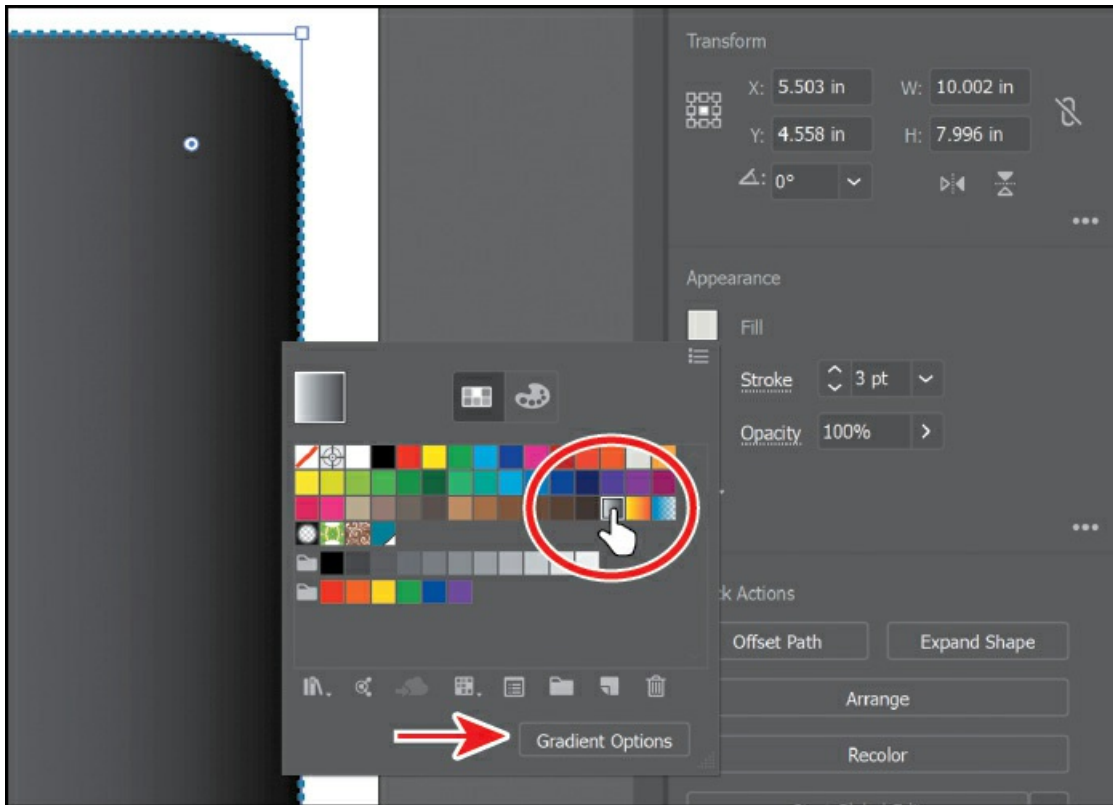 Transform
X: 5.503 in W: 10.002 in
Y: 4.558 in H: 7.996 in
0°
Appearance
Fill
Stroke 3 pt
Opacity 100%
k Actions
Offset Path Expand Shape
Arrange
Recolor
Gradient Options